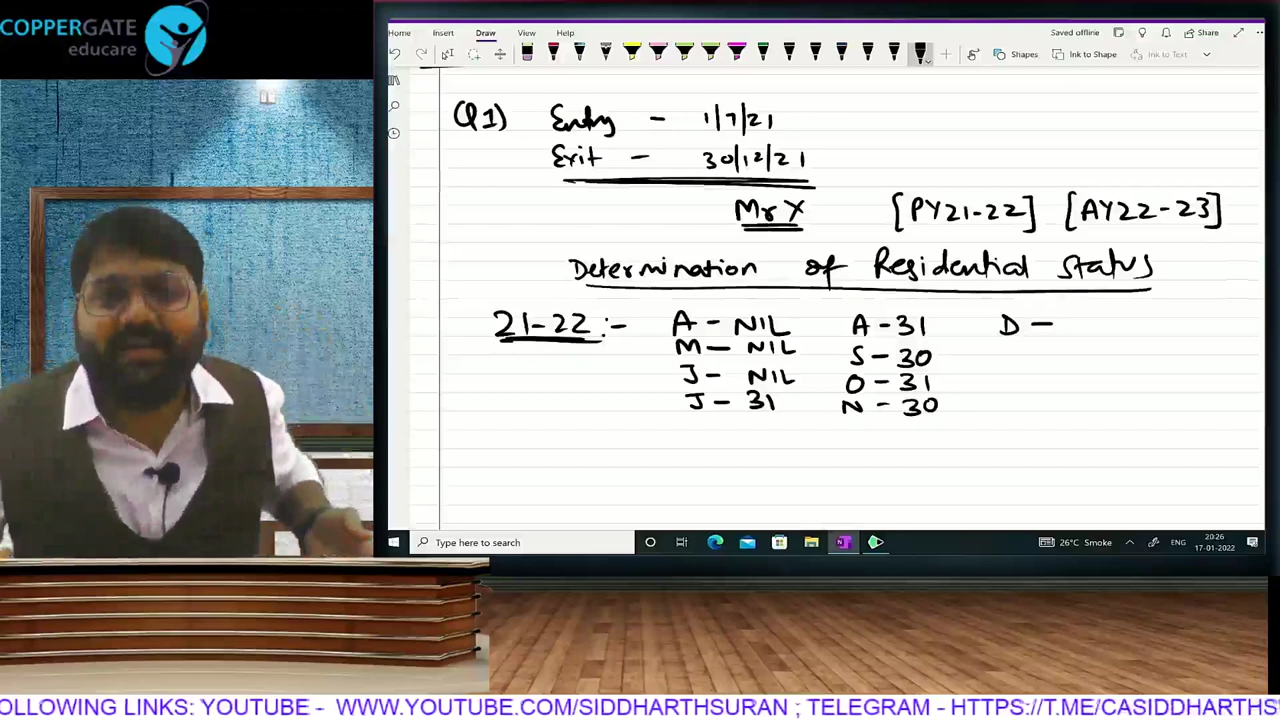 COPPERGATE
educare
Home Insert Draw View Help
Saved offline Share
Shapes Ink to Shape Ink to Text
Q1) Entry - 1/7/21
Exit - 30/12/21
Mr X [PY21-22] [AY22-23]
Determination of Residential Status
21-22 :- A - NIL A - 31 D -
M - NIL S - 30
J - NIL O - 31
J - 31 N - 30
Type here to search
26°C Smoke ENG 20:26
17-01-2022
FOLLOWING LINKS: YOUTUBE - WWW.YOUTUBE.COM/SIDDHARTHSURAN ; TELEGRAM - HTTPS://T.ME/CASIDDHARTHS